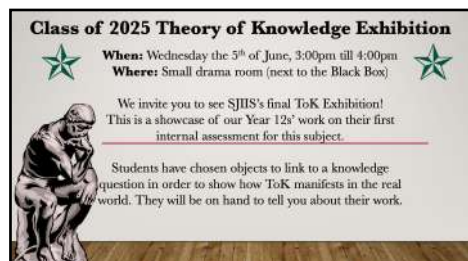 Class of 2025 Theory of Knowledge Exhibition
When: Wednesday the 5th of June, 3:00pm till 4:00pm
Where: Small drama room (next to the Black Box)
We invite you to see SJIIS's final ToK Exhibition!
This is a showcase of our Year 12s' work on their first
internal assessment for this subject.
Students have chosen objects to link to a knowledge
question in order to show how ToK manifests in the real
world. They will be on hand to tell you about their work.